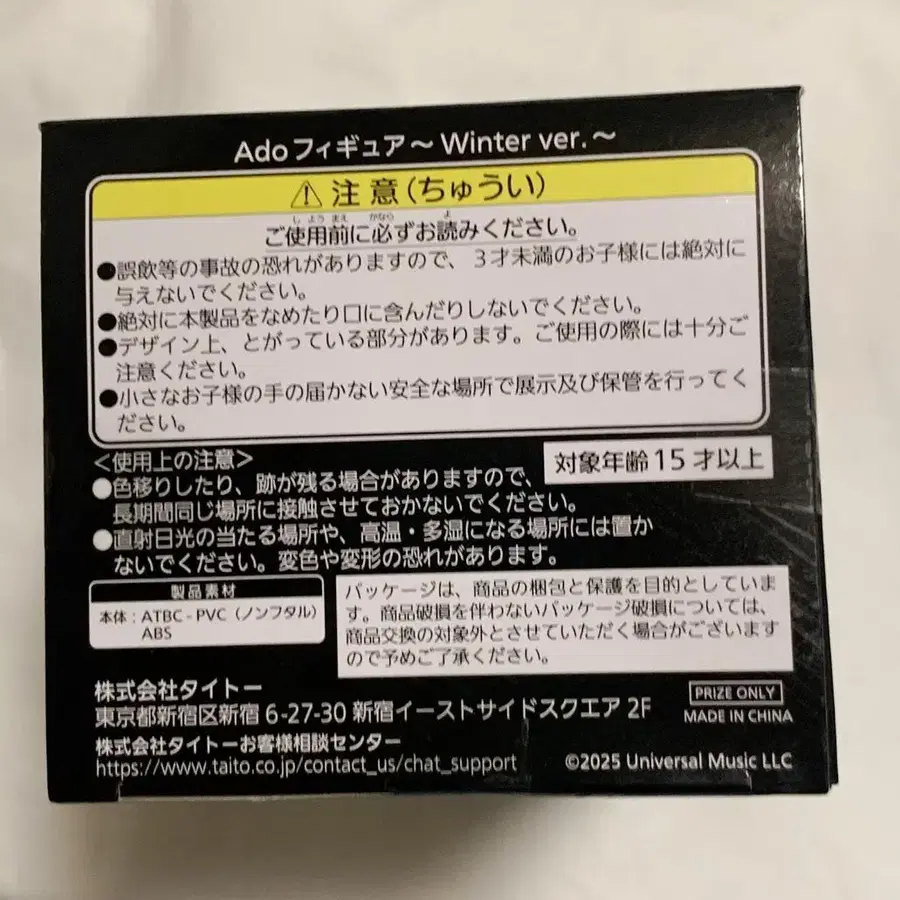 Adoフィギュア～Winter ver.～
⚠注意(ちゅうい)
しようまえ かなら よ
ご使用前に必ずお読みください。
●誤飲等の事故の恐れがありますので、3才未満のお子様には絶対に
与えないでください。
●絶対に本製品をなめたり口に含んだりしないでください。
●デザイン上、とがっている部分があります。ご使用の際には十分ご
注意ください。
●小さなお子様の手の届かない安全な場所で展示及び保管を行ってく
ださい。
<使用上の注意>
対象年齢15才以上
●色移りしたり、跡が残る場合がありますので、
長期間同じ場所に接触させておかないでください。
●直射日光の当たる場所や、高温・多湿になる場所には置か
ないでください。変色や変形の恐れがあります。
製品素材
本体：ATBC-PVC（ノンフタル）
ABS
パッケージは、商品の梱包と保護を目的としていま
す。商品破損を伴わないパッケージ破損については、
商品交換の対象外とさせていただく場合がございます
ので予めご了承ください。
株式会社タイトー
東京都新宿区新宿6-27-30 新宿イーストサイドスクエア 2F
株式会社タイトーお客様相談センター
https://www.taito.co.jp/contact_us/chat_support
PRIZE ONLY
MADE IN CHINA
©2025 Universal Music LLC